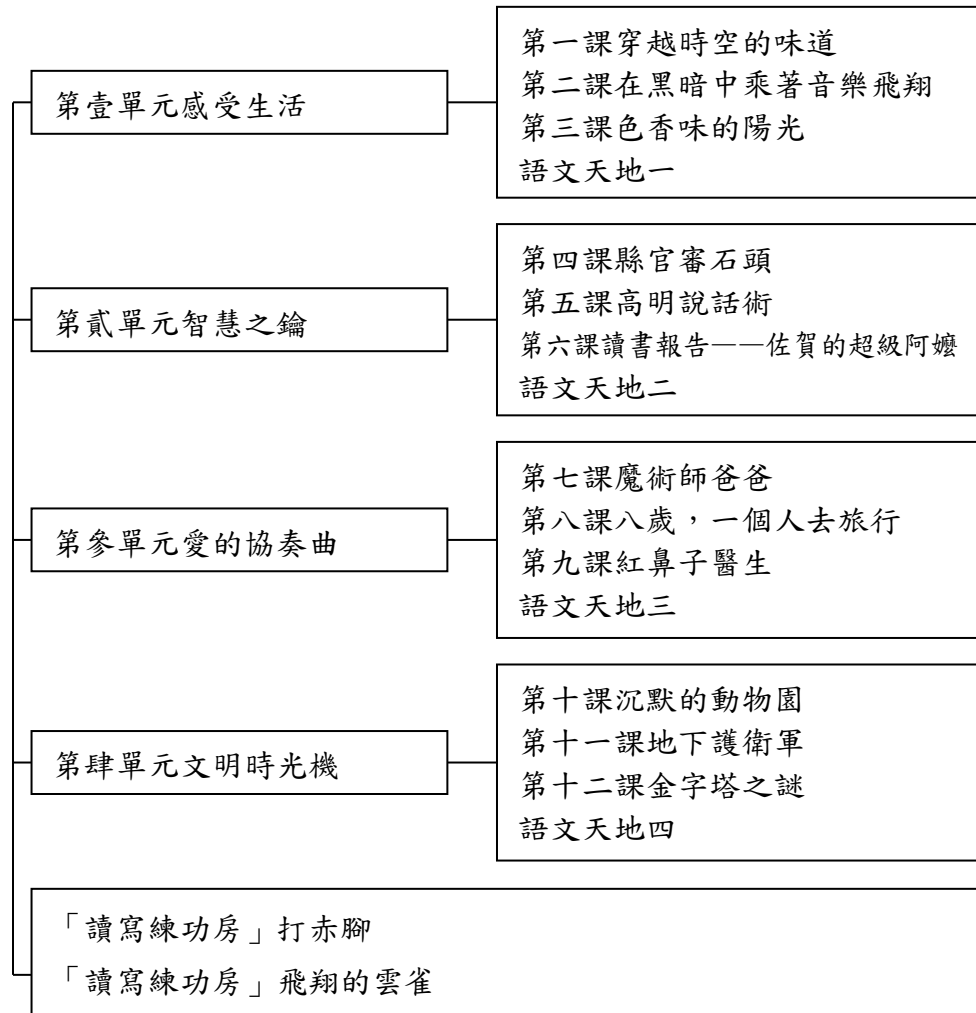 第壹單元感受生活
第一課穿越時空的味道
第二課在黑暗中乘著音樂飛翔
第三課色香味的陽光
語文天地一
第貳單元智慧之鑰
第四課縣官審石頭
第五課高明說話術
第六課讀書報告——佐賀的超級阿嬤
語文天地二
第參單元愛的協奏曲
第七課魔術師爸爸
第八課八歲，一個人去旅行
第九課紅鼻子醫生
語文天地三
第肆單元文明時光機
第十課沉默的動物園
第十一課地下護衛軍
第十二課金字塔之謎
語文天地四
「讀寫練功房」打赤腳
「讀寫練功房」飛翔的雲雀